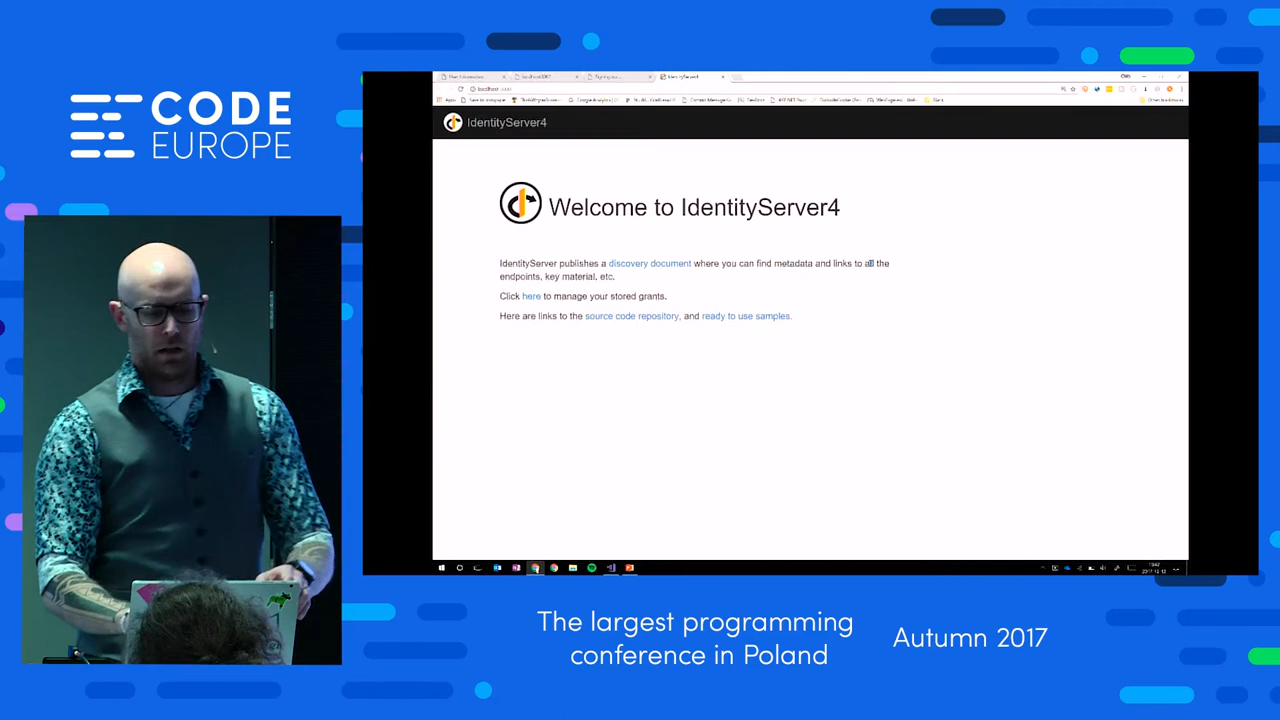 CODE
EUROPE
localhost
IdentityServer4
Welcome to IdentityServer4
IdentityServer publishes a discovery document where you can find metadata and links to all the
endpoints, key material, etc.
Click here to manage your stored grants.
Here are links to the source code repository, and ready to use samples.
The largest programming
conference in Poland
Autumn 2017